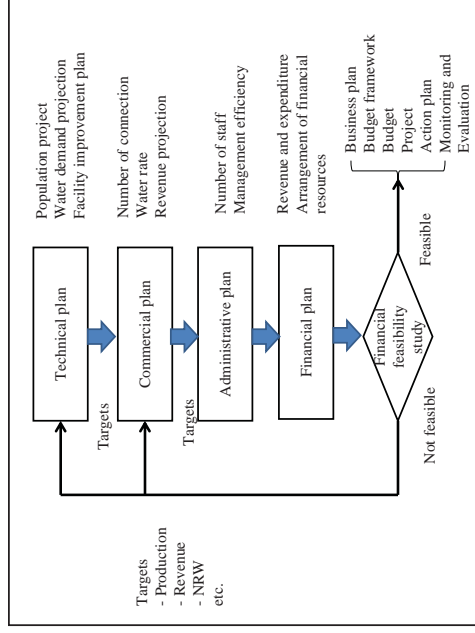 Technical plan
Population project
Water demand projection
Facility improvement plan
Targets
Commercial plan
Number of connection
Water rate
Revenue projection
Targets
Administrative plan
Number of staff
Management efficiency
Financial plan
Revenue and expenditure
Arrangement of financial
resources
Financial
feasibility
study
Feasible
Not feasible
Business plan
Budget framework
Budget
Project
Action plan
Monitoring and
Evaluation
Targets
- Production
- Revenue
- NRW
etc.